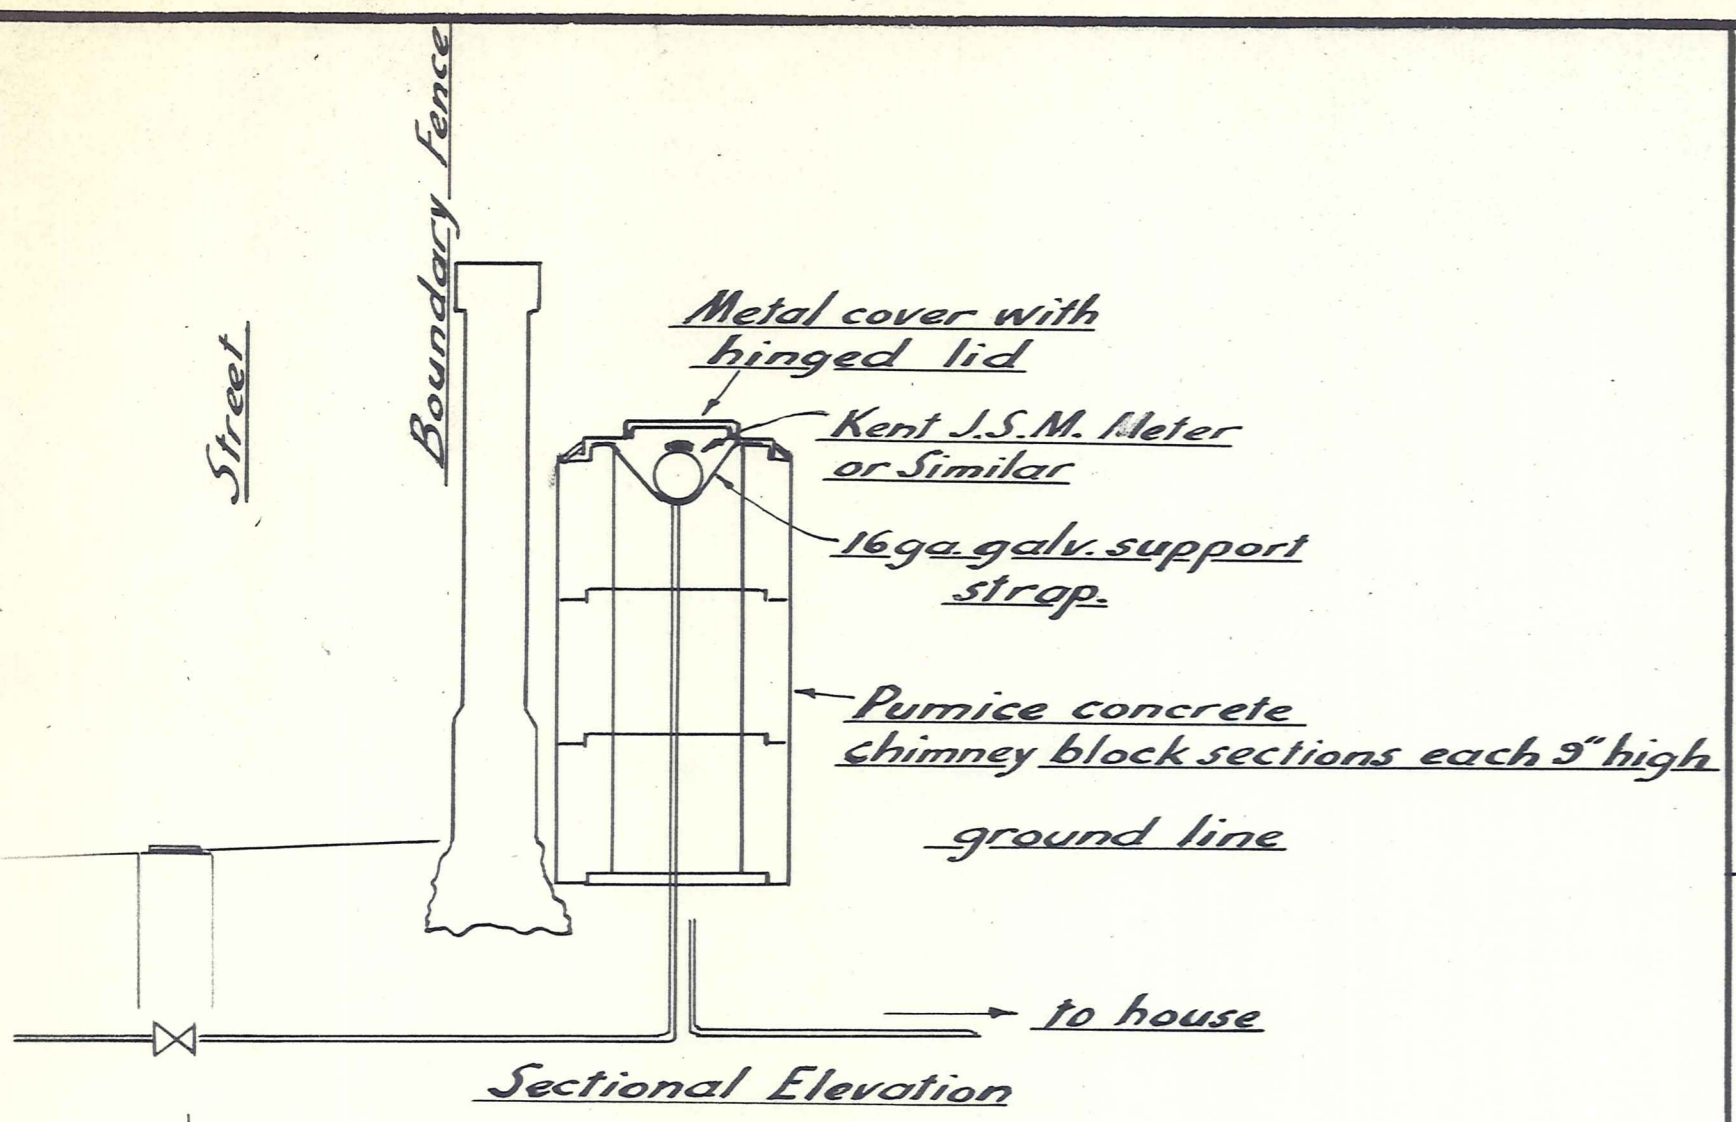 Street
Boundary Fence
Metal cover with
hinged lid
Kent J.S.M. Meter
or Similar
16ga. galv. support
strap.
Pumice concrete
chimney block sections each 9" high
ground line
to house
Sectional Elevation